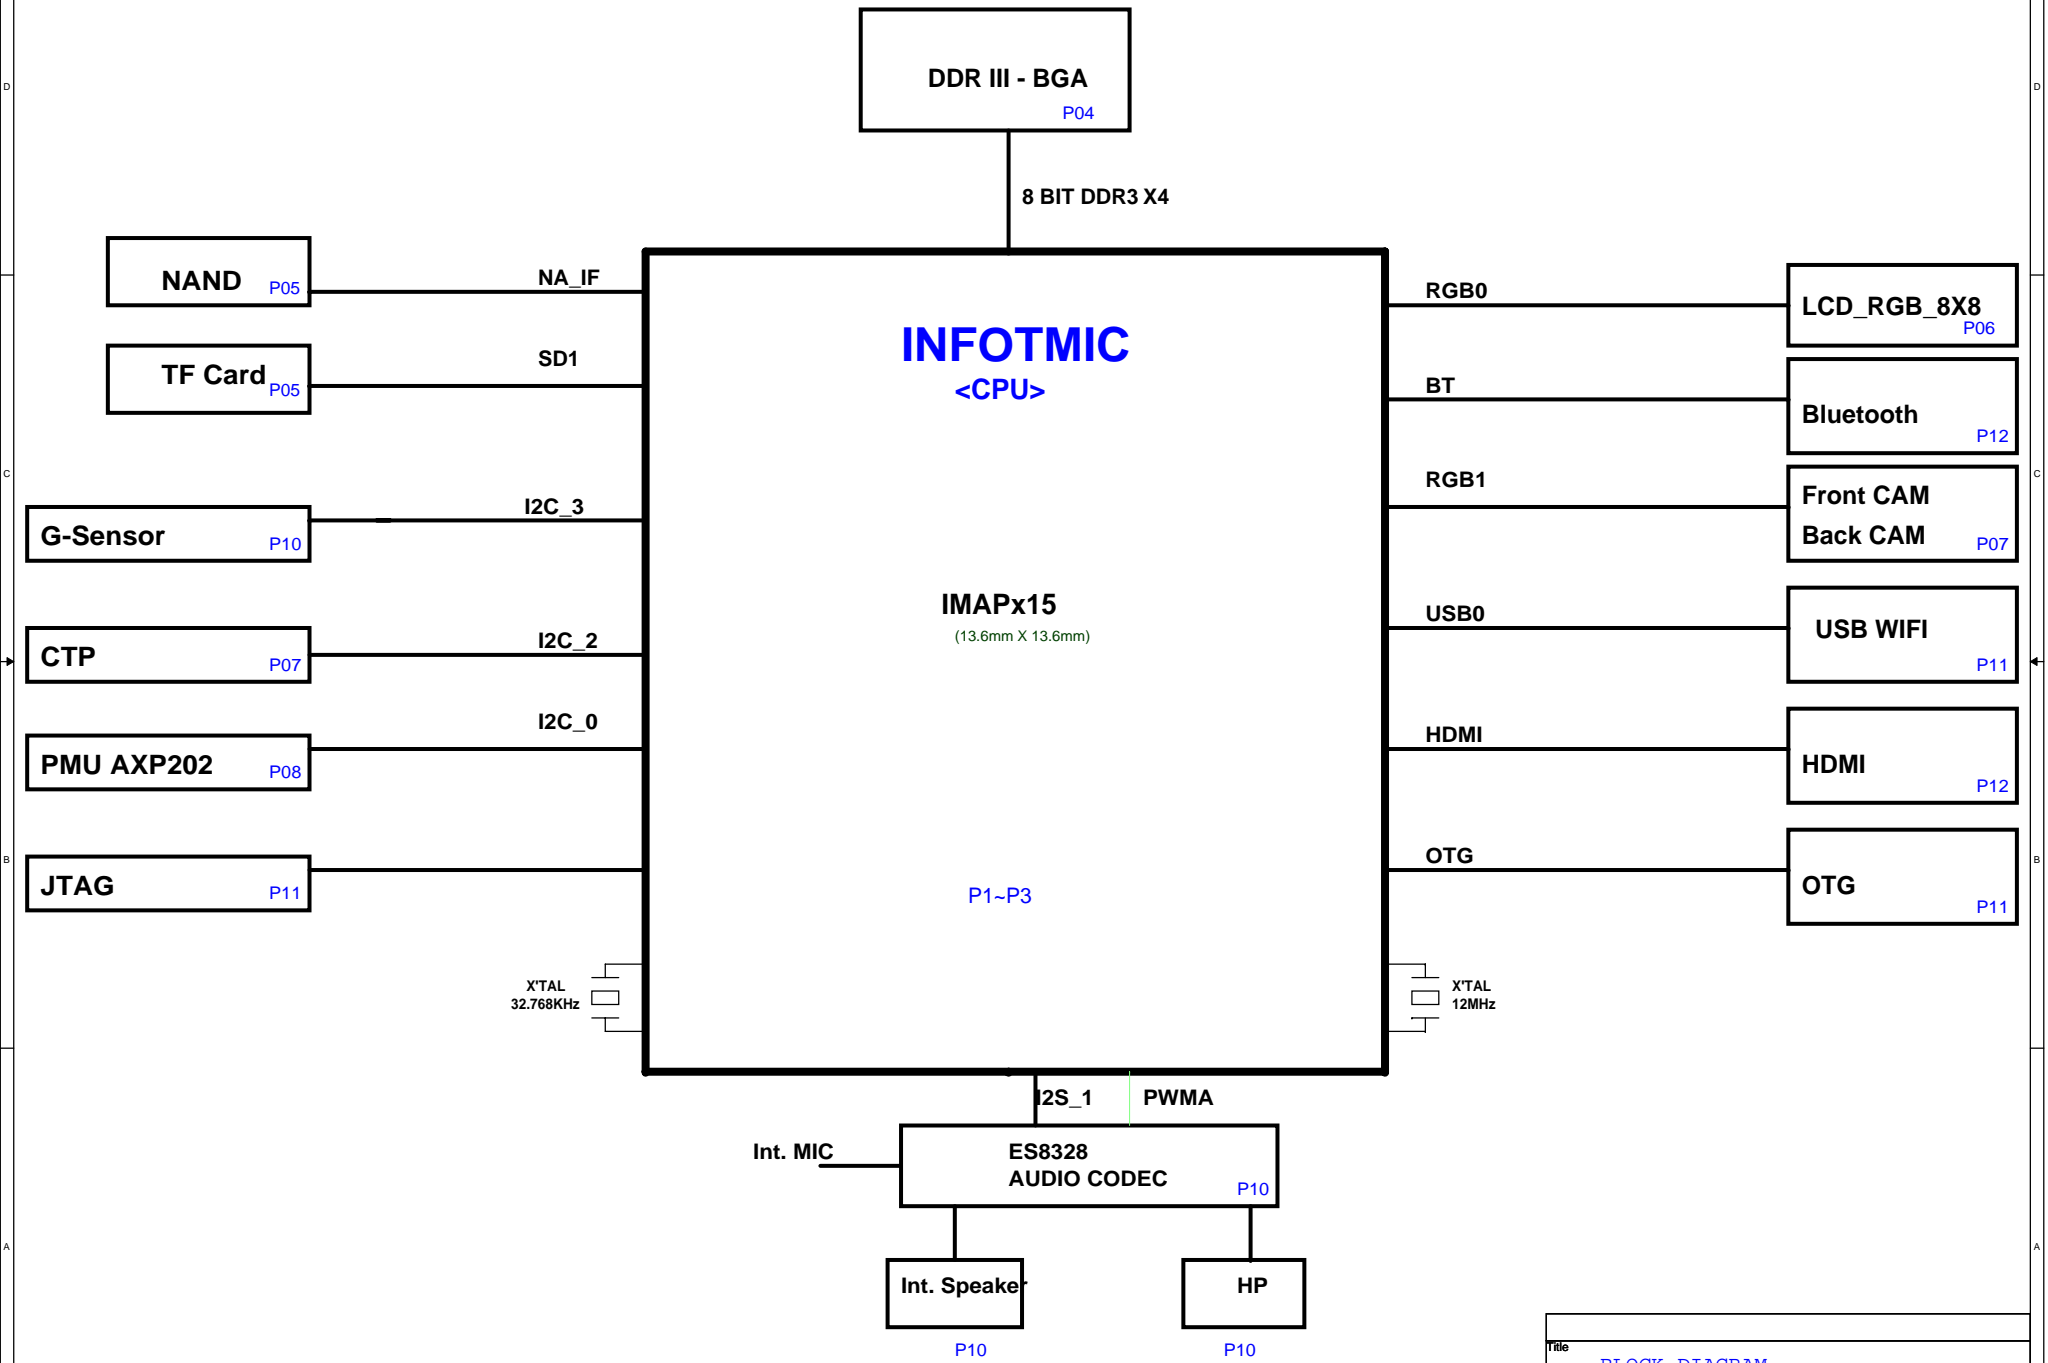 DDR III - BGA
P04
8 BIT DDR3 X4
D
D
NAND P05
NA_IF
TF Card P05
SD1
G-Sensor P10
I2C_3
CTP P07
I2C_2
PMU AXP202 P08
I2C_0
JTAG P11
INFOTMIC
<CPU>
IMAPx15
(13.6mm X 13.6mm)
P1~P3
RGB0
LCD_RGB_8X8
P06
BT
Bluetooth
P12
RGB1
Front CAM
Back CAM P07
USB0
USB WIFI
P11
HDMI
HDMI
P12
OTG
OTG
P11
C
C
B
B
X'TAL
32.768KHz
X'TAL
12MHz
I2S_1
PWMA
Int. MIC
ES8328
AUDIO CODEC
P10
Int. Speaker
P10
HP
P10
A
A
Title
BLOCK DIAGRAM